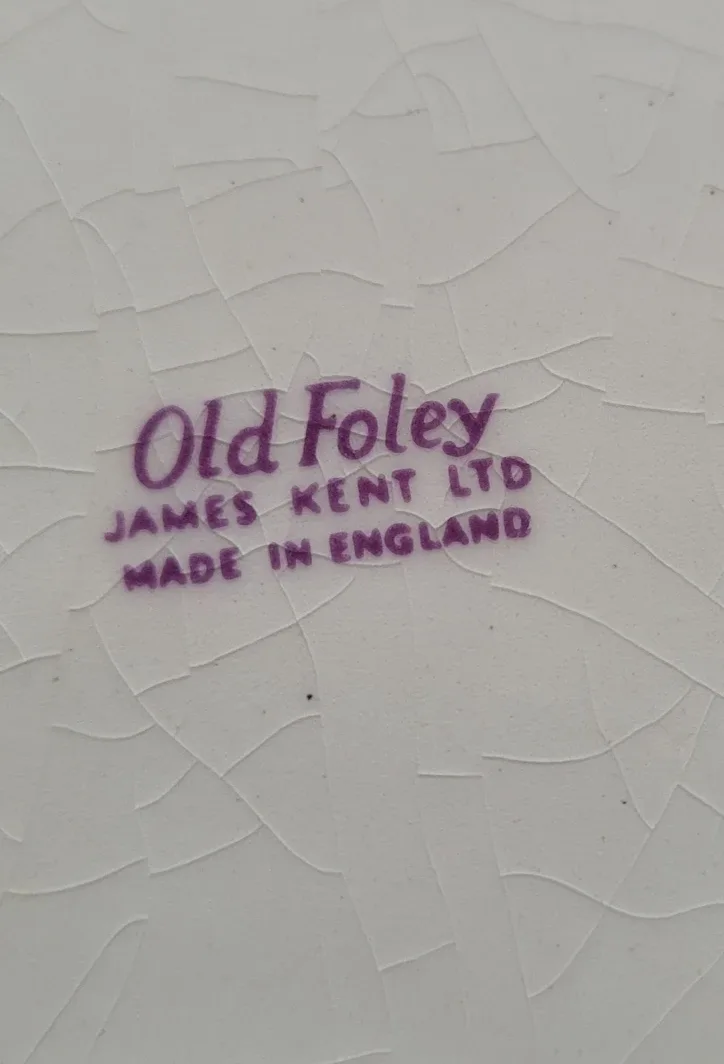 Old Foley
JAMES KENT LTD
MADE IN ENGLAND